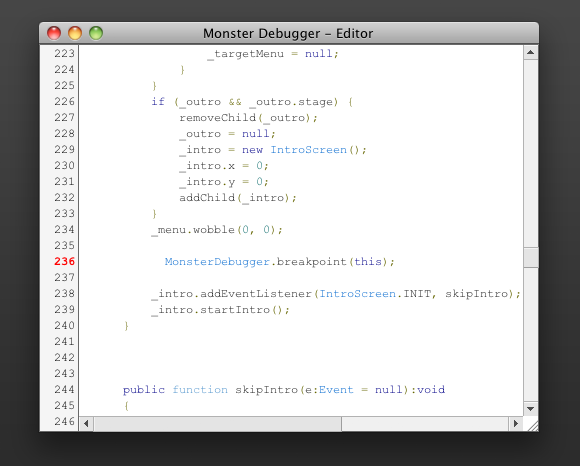 Monster Debugger – Editor
223 _targetMenu = null;
224 }
225 }
226 if (_outro && _outro.stage) {
227 removeChild(_outro);
228 _outro = null;
229 _intro = new IntroScreen();
230 _intro.x = 0;
231 _intro.y = 0;
232 addChild(_intro);
233 }
234 _menu.wobble(0, 0);
235
236 MonsterDebugger.breakpoint(this);
237
238 _intro.addEventListener(IntroScreen.INIT, skipIntro);
239 _intro.startIntro();
240 }
241
242
243
244 public function skipIntro(e:Event = null):void
245 {
246